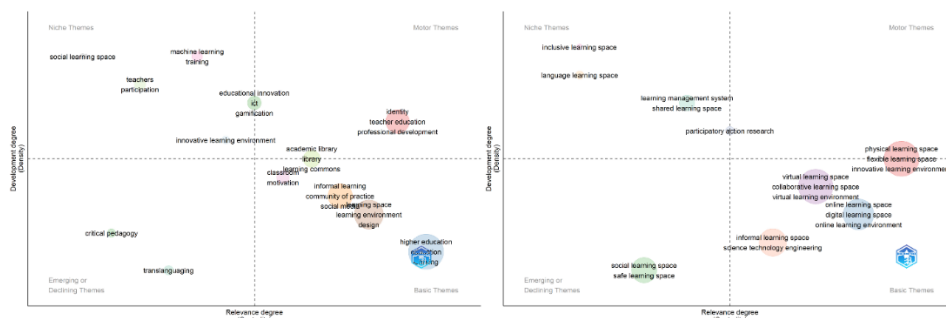 Niche Themes
Motor Themes
social learning space
machine learning
training
teachers
participation
educational innovation
ict
gamification
identity
teacher education
professional development
innovative learning environment
academic library
library
learning commons
classroom
motivation
informal learning
community of practice
social media
learning space
learning environment
design
critical pedagogy
higher education
translanguaging
Emerging or
Declining Themes
Basic Themes
Relevance degree
Development degree
(Density)
Niche Themes
Motor Themes
inclusive learning space
language learning space
learning management system
shared learning space
participatory action research
physical learning space
flexible learning space
innovative learning environment
virtual learning space
collaborative learning space
virtual learning environment
online learning space
digital learning space
online learning environment
informal learning space
science technology engineering
social learning space
safe learning space
Emerging or
Declining Themes
Basic Themes
Relevance degree
Development degree
(Density)